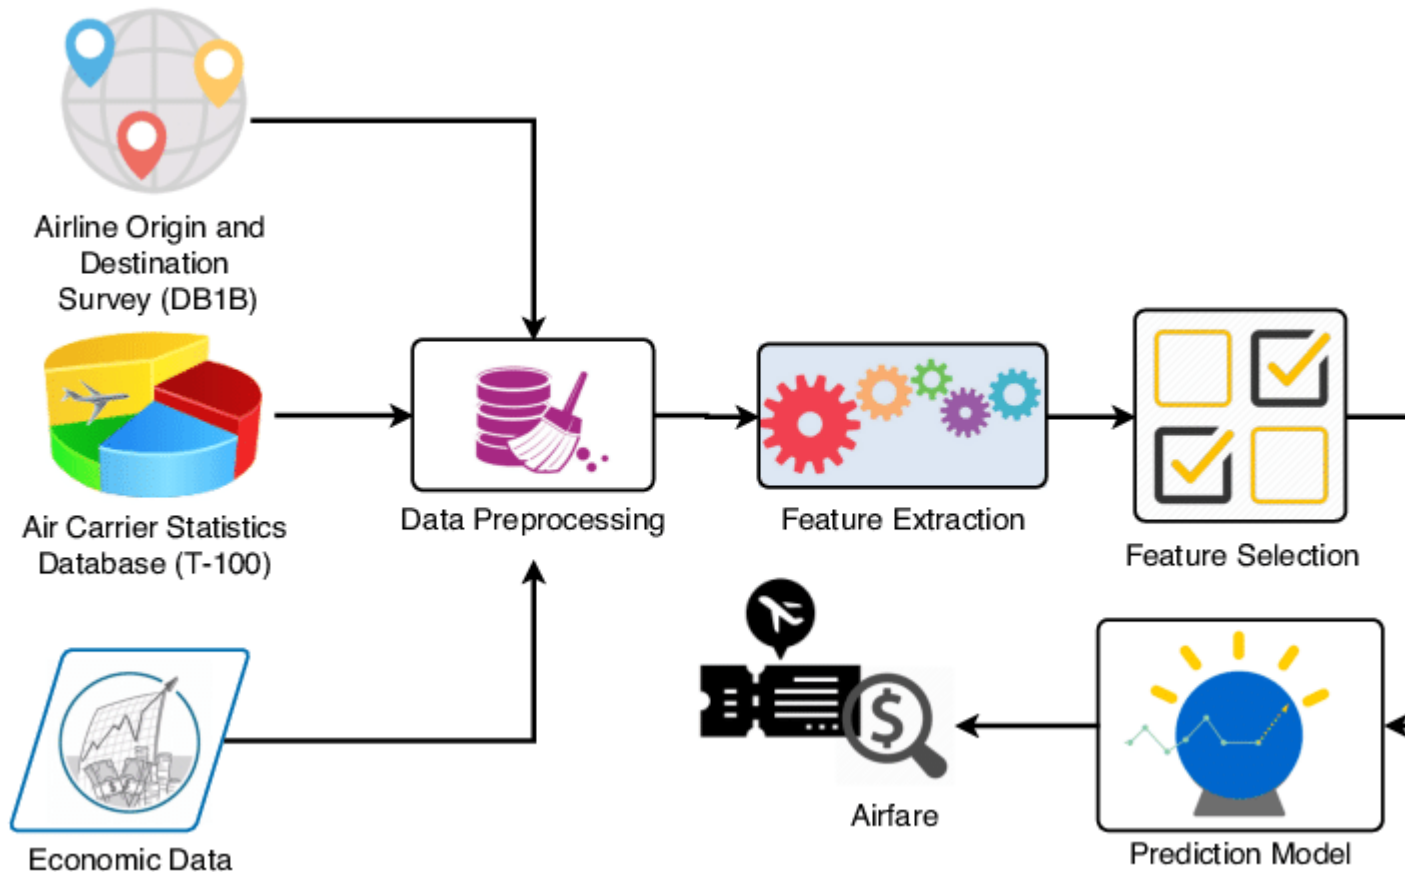 Airline Origin and
Destination
Survey (DB1B)
Air Carrier Statistics
Database (T-100)
Economic Data
Data Preprocessing
Feature Extraction
Feature Selection
Prediction Model
$
Airfare